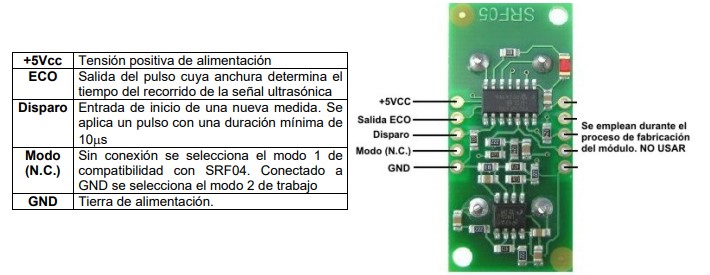 +5Vcc Tensión positiva de alimentación
ECO Salida del pulso cuya anchura determina el
tiempo del recorrido de la señal ultrasónica
Disparo Entrada de inicio de una nueva medida. Se
aplica un pulso con una duración mínima de
10µs
Modo Sin conexión se selecciona el modo 1 de
(N.C.) compatibilidad con SRF04. Conectado a
GND se selecciona el modo 2 de trabajo
GND Tierra de alimentación.
SRF05
+5VCC
Salida ECO
Disparo
Modo (N.C.)
GND
Se emplean durante el
proceso de fabricación
del módulo. NO USAR